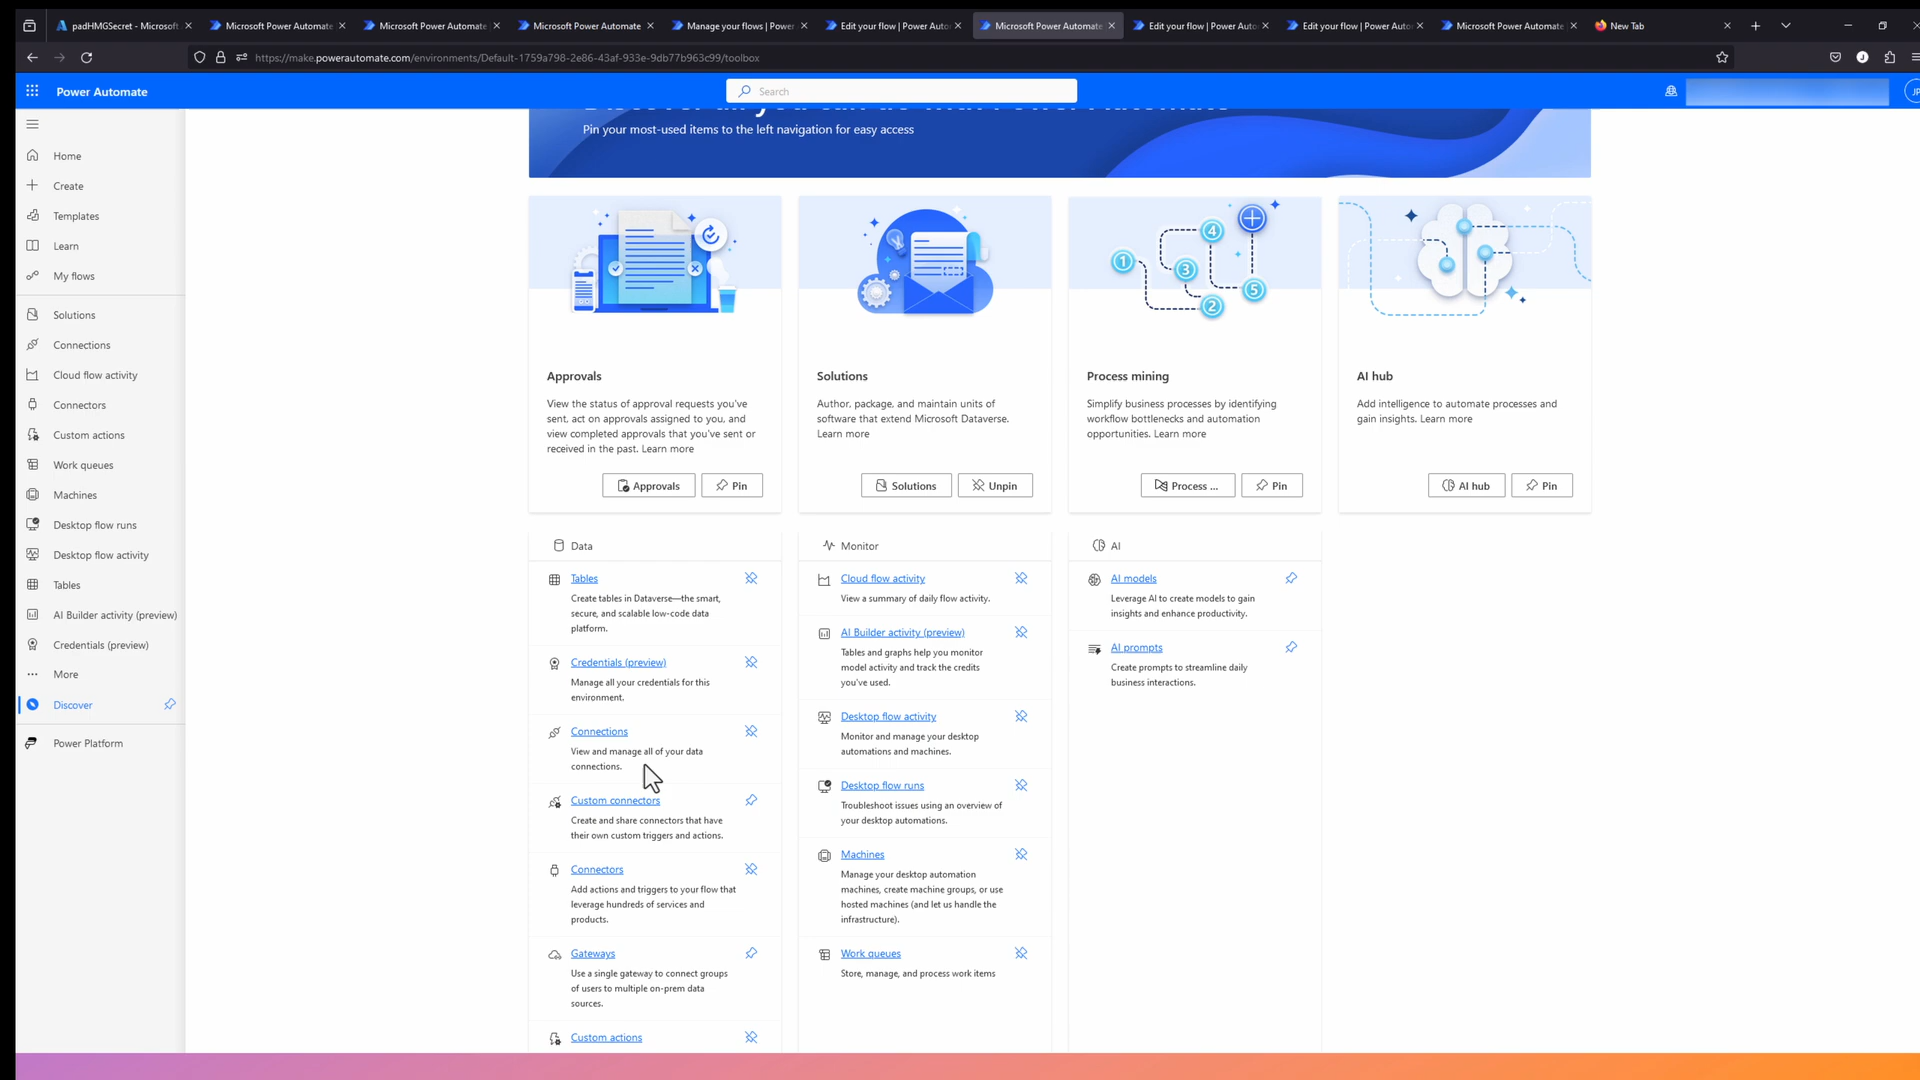 padHMGSecret - Microsoft
Microsoft Power Automate
Microsoft Power Automate
Microsoft Power Automate
Manage your flows | Power
Edit your flow | Power Auto
Microsoft Power Automate
Edit your flow | Power Auto
Edit your flow | Power Auto
Microsoft Power Automate
New Tab
https://make.powerautomate.com/environments/Default-1759a798-2e86-43af-933e-9db77b963c99/toolbox
Power Automate
Search
JP
Pin your most-used items to the left navigation for easy access
Home
Create
Templates
Learn
My flows
Solutions
Connections
Cloud flow activity
Connectors
Custom actions
Work queues
Machines
Desktop flow runs
Desktop flow activity
Tables
AI Builder activity (preview)
Credentials (preview)
More
Discover
Power Platform
1
2
3
4
5
Approvals
View the status of approval requests you've
sent, act on approvals assigned to you, and
view completed approvals that you've sent or
received in the past. Learn more
Approvals
Pin
Solutions
Author, package, and maintain units of
software that extend Microsoft Dataverse.
Learn more
Solutions
Unpin
Process mining
Simplify business processes by identifying
workflow bottlenecks and automation
opportunities. Learn more
Process ...
Pin
AI hub
Add intelligence to automate processes and
gain insights. Learn more
AI hub
Pin
Data
Tables
Create tables in Dataverse—the smart,
secure, and scalable low-code data
platform.
Credentials (preview)
Manage all your credentials for this
environment.
Connections
View and manage all of your data
connections.
Custom connectors
Create and share connectors that have
their own custom triggers and actions.
Connectors
Add actions and triggers to your flow that
leverage hundreds of services and
products.
Gateways
Use a single gateway to connect groups
of users to multiple on-prem data
sources.
Custom actions
Monitor
Cloud flow activity
View a summary of daily flow activity.
AI Builder activity (preview)
Tables and graphs help you monitor
model activity and track the credits
you've used.
Desktop flow activity
Monitor and manage your desktop
automations and machines.
Desktop flow runs
Troubleshoot issues using an overview of
your desktop automations.
Machines
Manage your desktop automation
machines, create machine groups, or use
hosted machines (and let us handle the
infrastructure).
Work queues
Store, manage, and process work items
AI
AI models
Leverage AI to create models to gain
insights and enhance productivity.
AI prompts
Create prompts to streamline daily
business interactions.